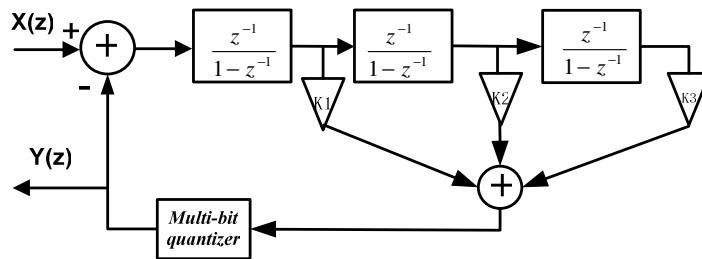 X(z)
+
+
-
z⁻¹
1 - z⁻¹
z⁻¹
1 - z⁻¹
z⁻¹
1 - z⁻¹
K1
K2
K3
Y(z)
+
Multi-bit
quantizer